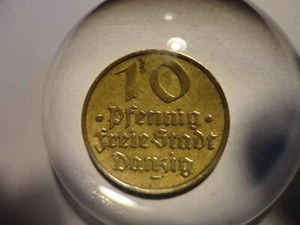 10
· Pfennig ·
Freie Stadt
Danzig